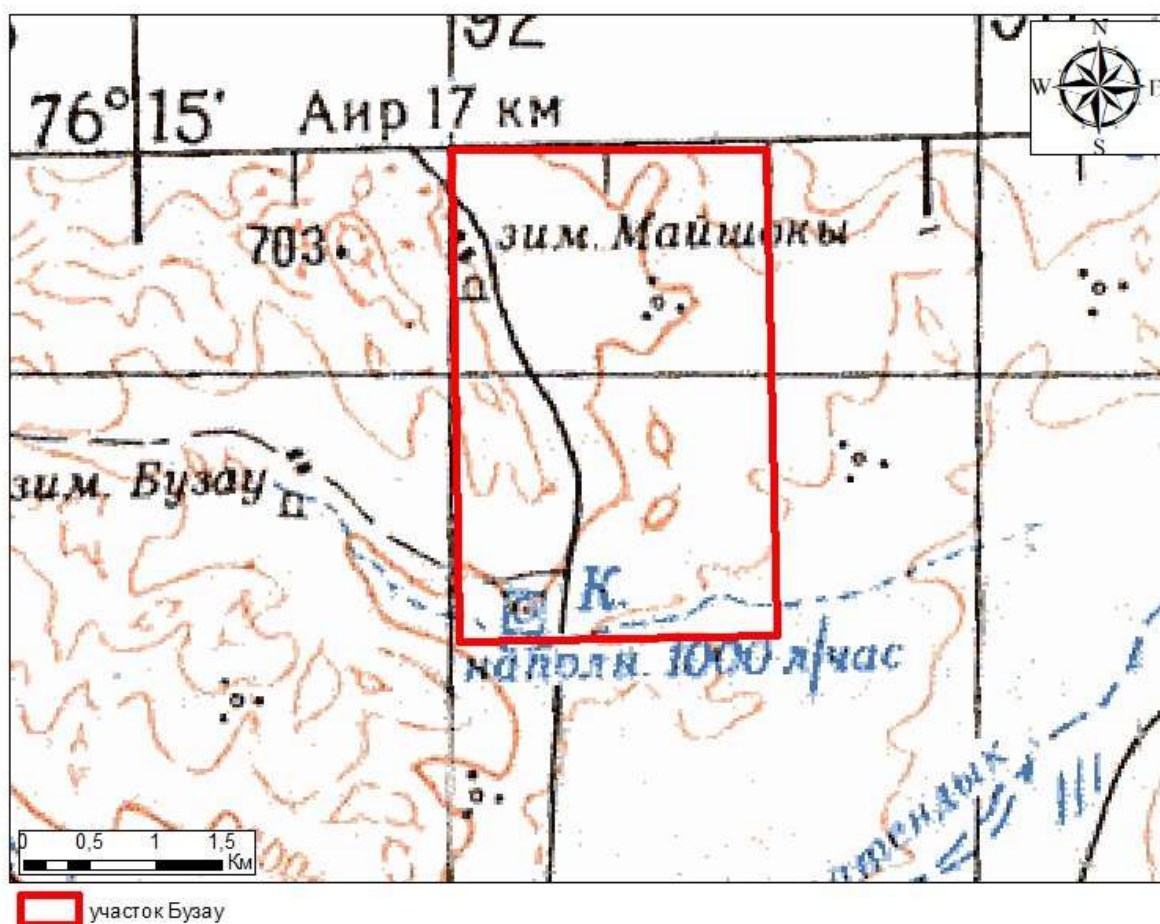 92
N
W E
S
76° 15' Аир 17 км
703
зим. Майшокы
зим. Бузау
К.
наполн. 1000 л/час
0 0,5 1 1,5
Км
участок Бузау